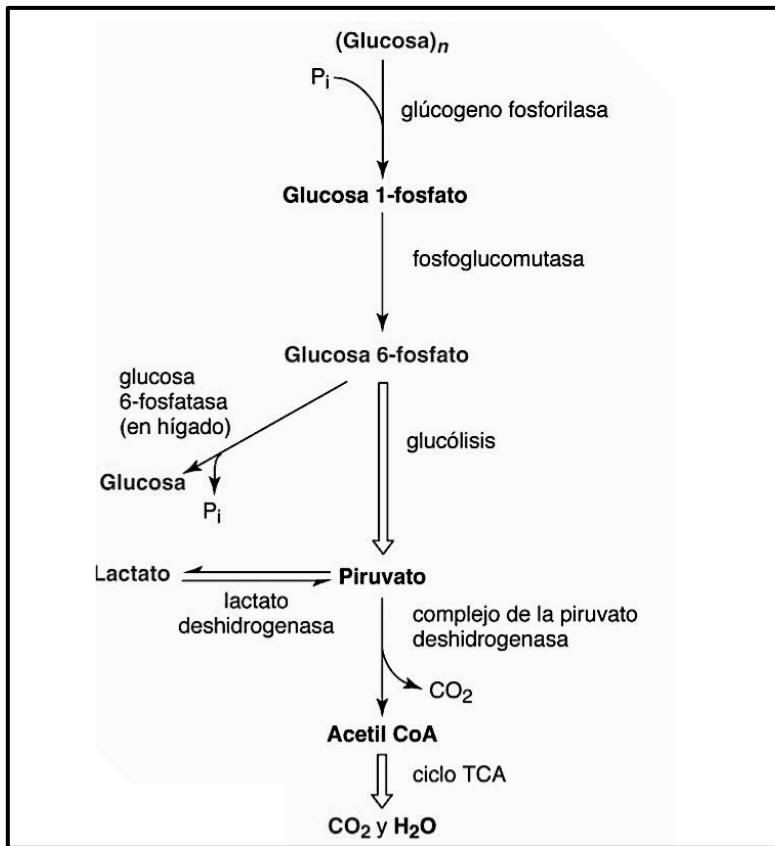 (Glucosa)n
Pi
glúcogeno fosforilasa
Glucosa 1-fosfato
fosfoglucomutasa
Glucosa 6-fosfato
glucosa
6-fosfatasa
(en hígado)
glucólisis
Glucosa
Pi
Lactato
Piruvato
lactato
deshidrogenasa
complejo de la piruvato
deshidrogenasa
CO2
Acetil CoA
ciclo TCA
CO2 y H2O